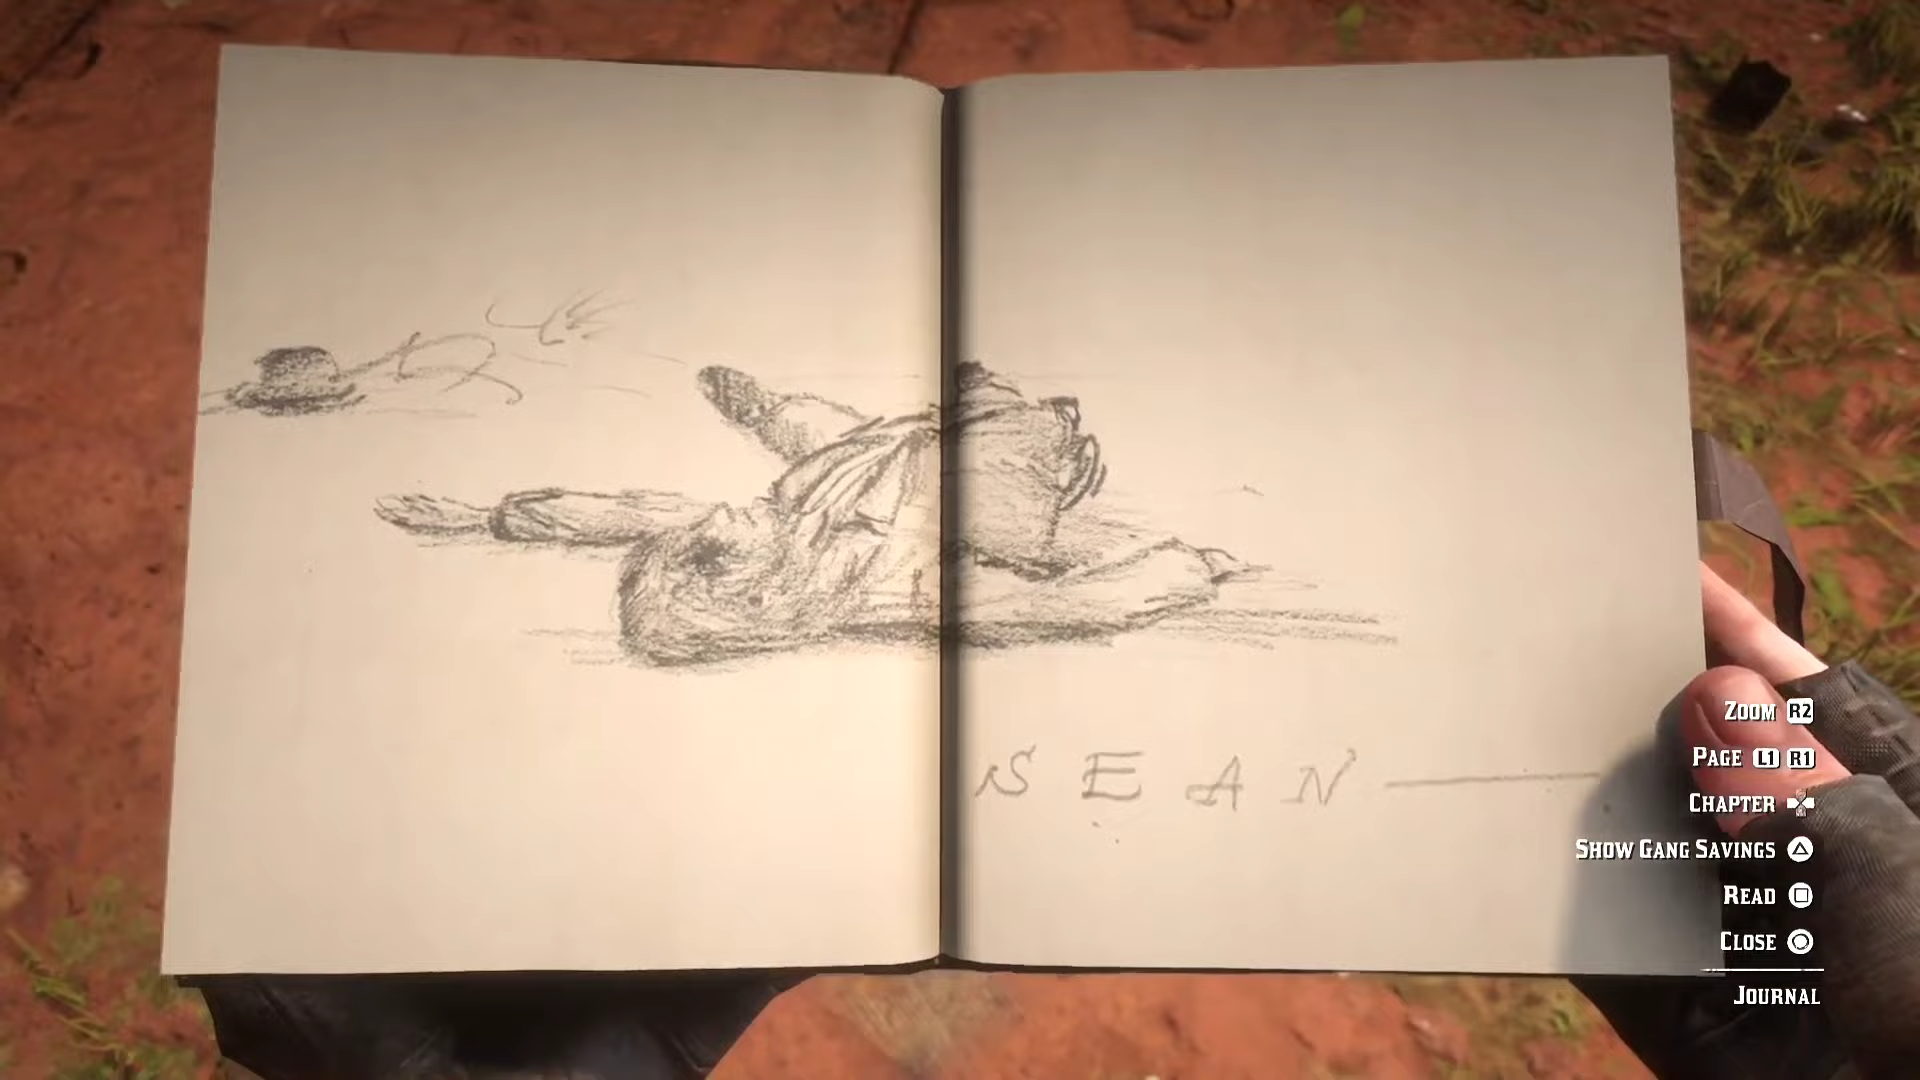 SEAN
ZOOM R2
PAGE L1 R1
CHAPTER
SHOW GANG SAVINGS
READ
CLOSE
JOURNAL